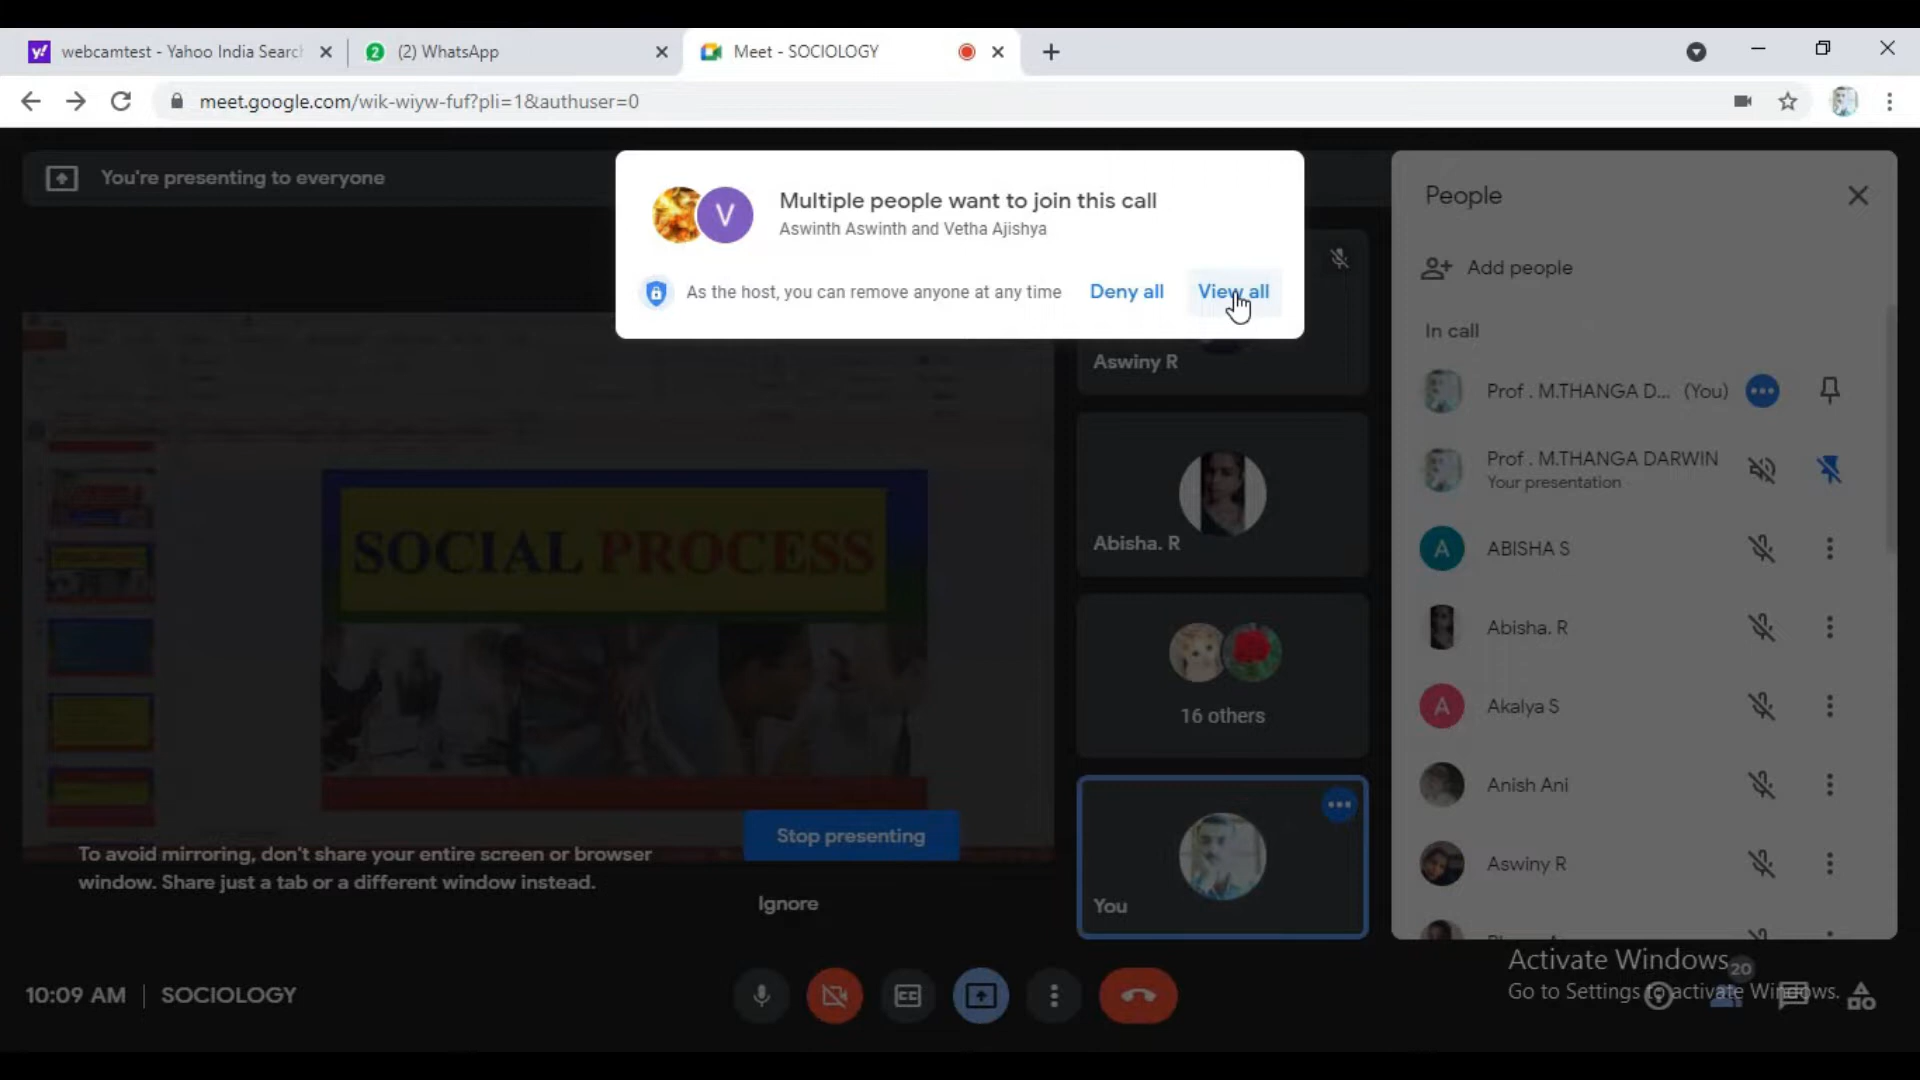 webcamtest - Yahoo India Search
(2) WhatsApp
Meet - SOCIOLOGY
meet.google.com/wik-wiyw-fuf?pli=1&authuser=0
You're presenting to everyone
V
Multiple people want to join this call
Aswinth Aswinth and Vetha Ajishya
As the host, you can remove anyone at any time
Deny all
View all
People
Add people
In call
Prof . M.THANGA D... (You)
Prof . M.THANGA DARWIN
Your presentation
A
ABISHA S
Abisha. R
A
Akalya S
Anish Ani
Aswiny R
Aswiny R
Abisha. R
16 others
You
SOCIAL PROCESS
To avoid mirroring, don't share your entire screen or browser
window. Share just a tab or a different window instead.
Stop presenting
Ignore
10:09 AM | SOCIOLOGY
Activate Windows
Go to Settings to activate Windows.
20